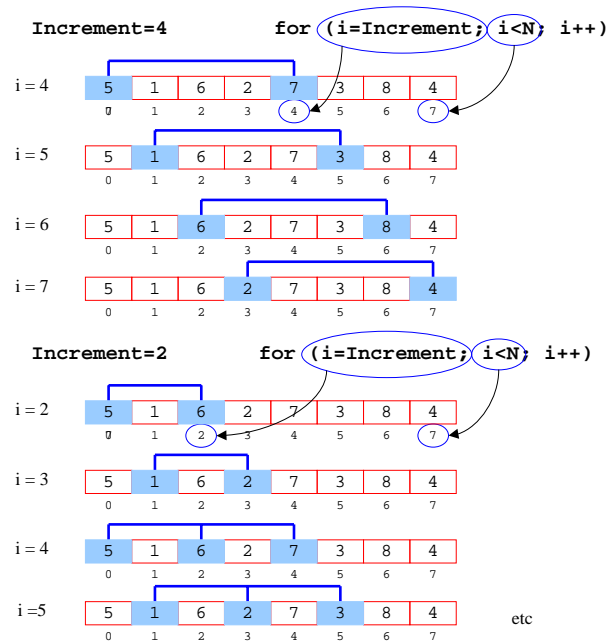 Increment=4 for (i=Increment; i<N; i++)
i = 4 5 1 6 2 7 3 8 4
1 2 3 4 5 6 7
i = 5 5 1 6 2 7 3 8 4
0 1 2 3 4 5 6 7
i = 6 5 1 6 2 7 3 8 4
0 1 2 3 4 5 6 7
i = 7 5 1 6 2 7 3 8 4
0 1 2 3 4 5 6 7
Increment=2 for (i=Increment; i<N; i++)
i = 2 5 1 6 2 7 3 8 4
1 2 3 4 5 6 7
i = 3 5 1 6 2 7 3 8 4
0 1 2 3 4 5 6 7
i = 4 5 1 6 2 7 3 8 4
0 1 2 3 4 5 6 7
i =5 5 1 6 2 7 3 8 4 etc
0 1 2 3 4 5 6 7